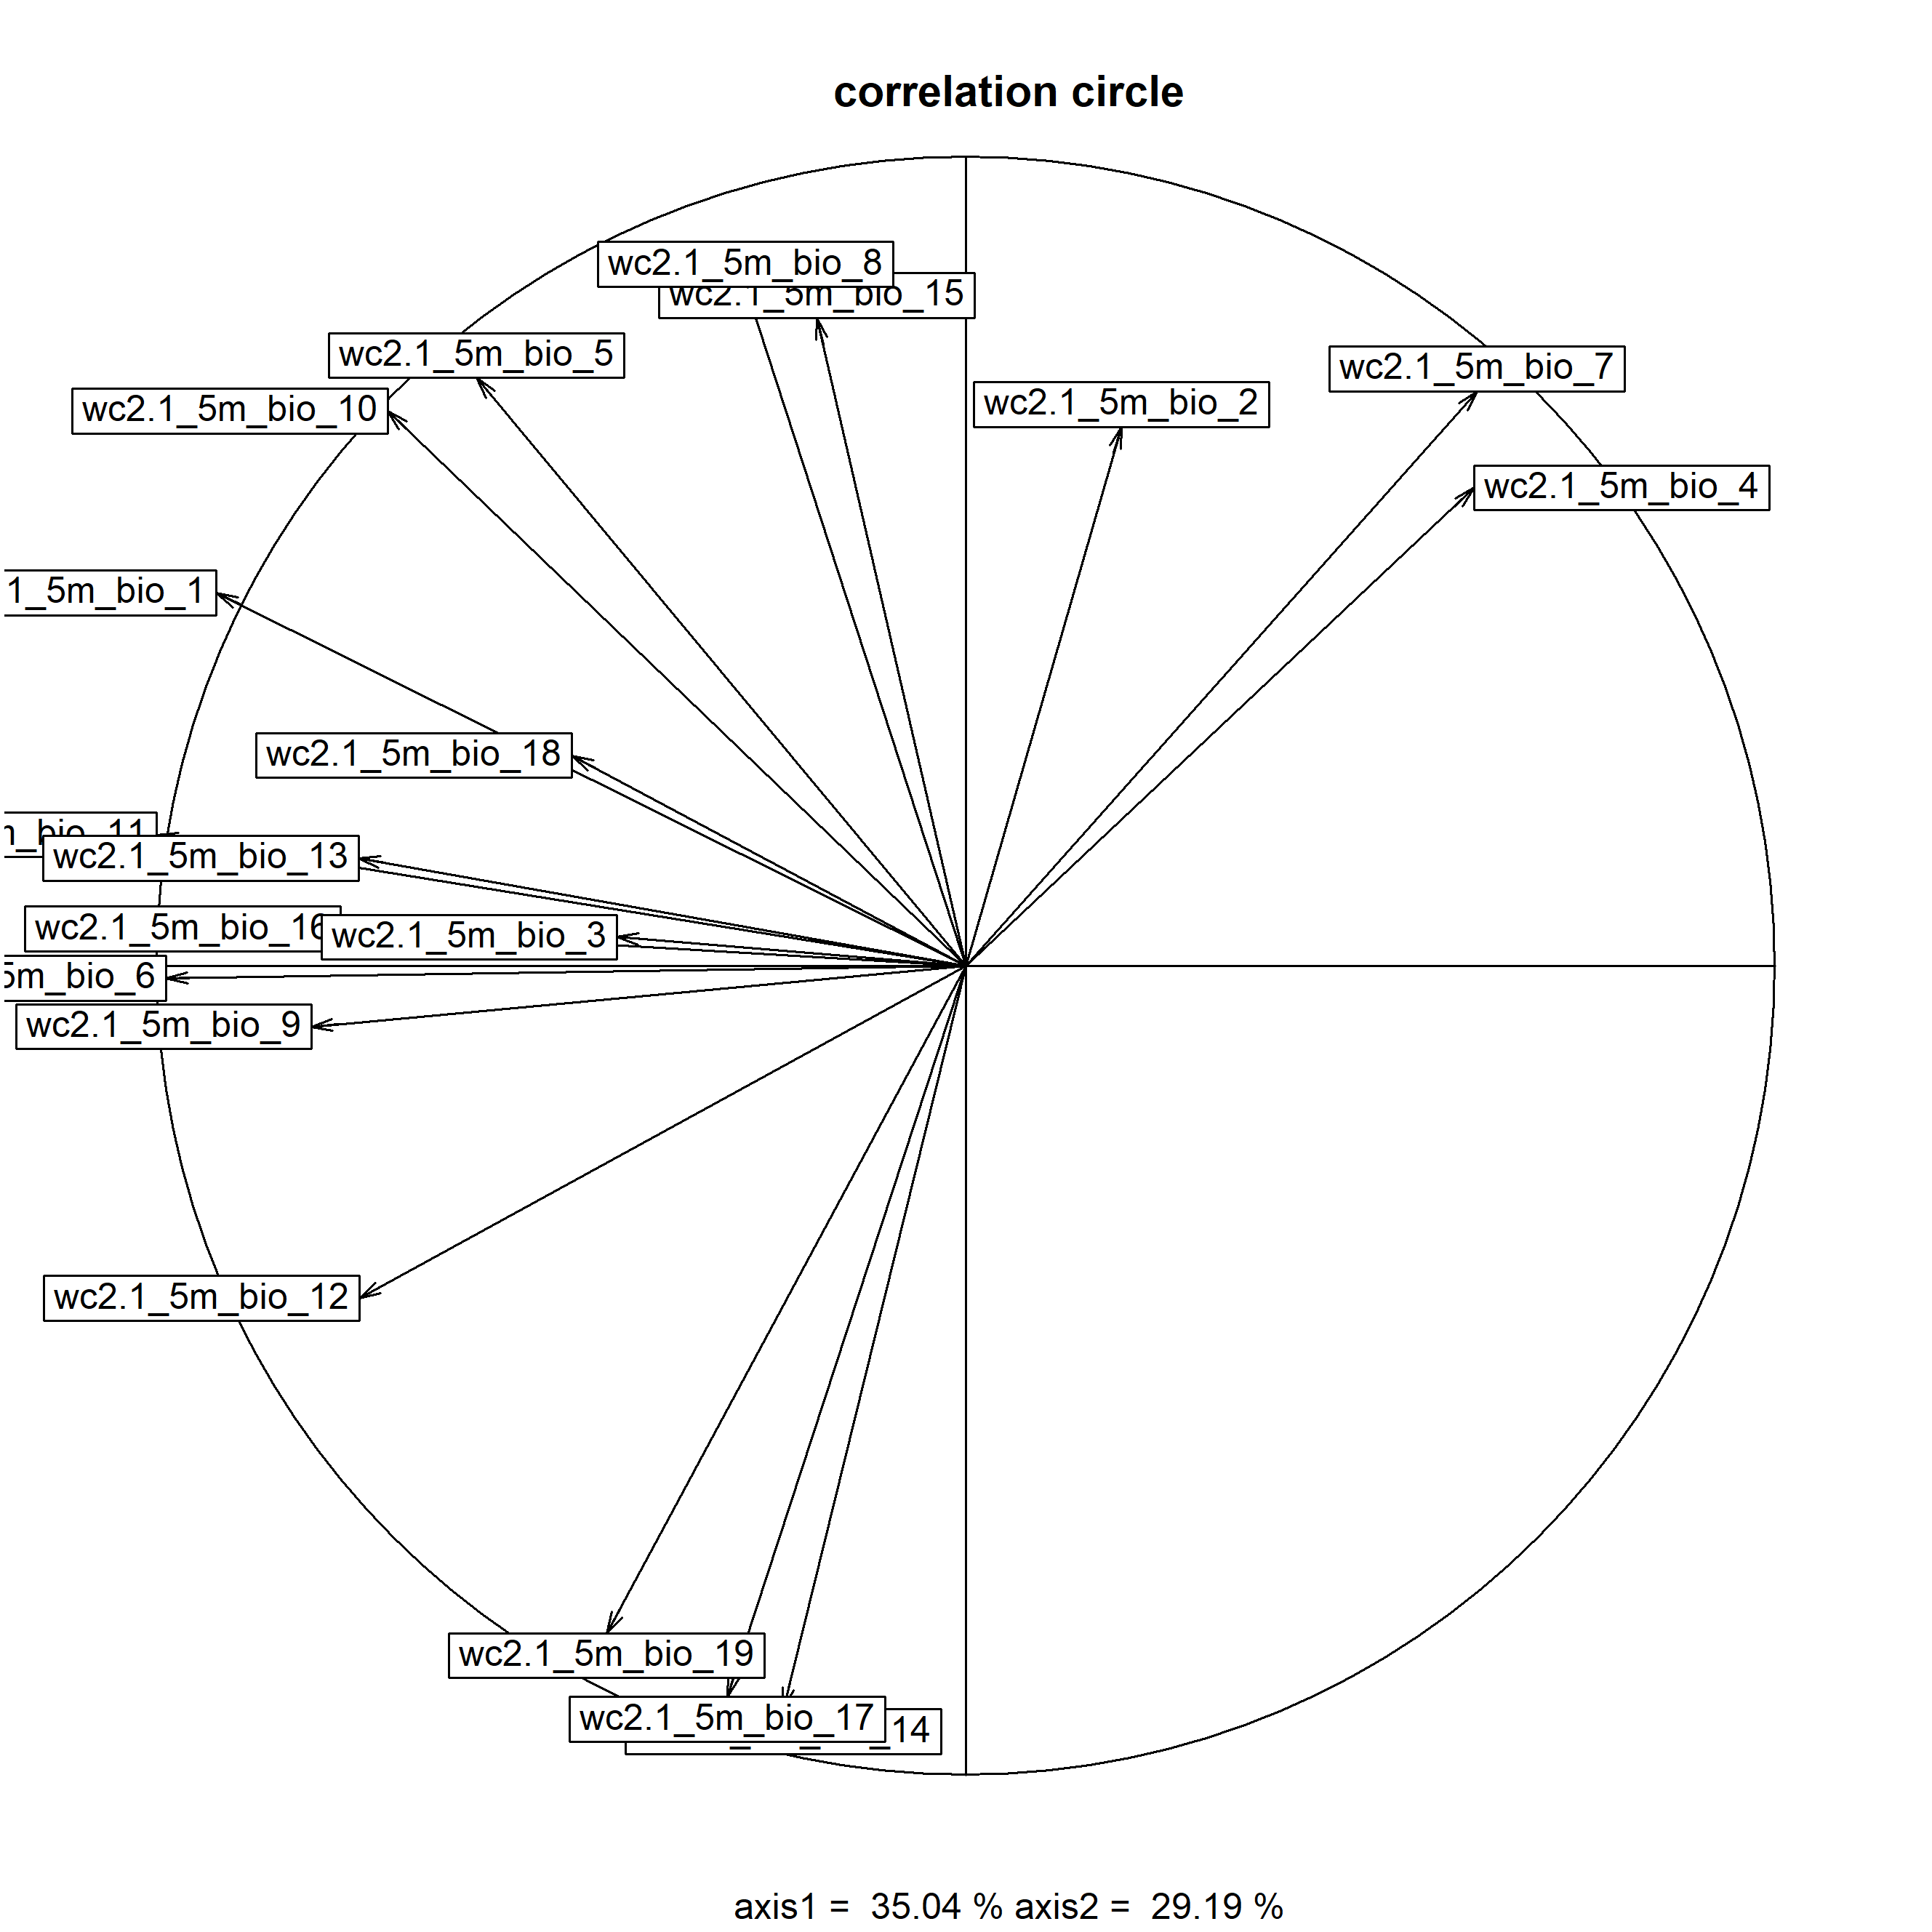 correlation circle
wc2.1_5m_bio_8
wc2.1_5m_bio_15
wc2.1_5m_bio_5
wc2.1_5m_bio_7
wc2.1_5m_bio_2
wc2.1_5m_bio_10
wc2.1_5m_bio_4
1_5m_bio_1
wc2.1_5m_bio_18
_bio_11
wc2.1_5m_bio_13
wc2.1_5m_bio_16
wc2.1_5m_bio_3
5m_bio_6
wc2.1_5m_bio_9
wc2.1_5m_bio_12
wc2.1_5m_bio_19
wc2.1_5m_bio_17
14
axis1 = 35.04 % axis2 = 29.19 %